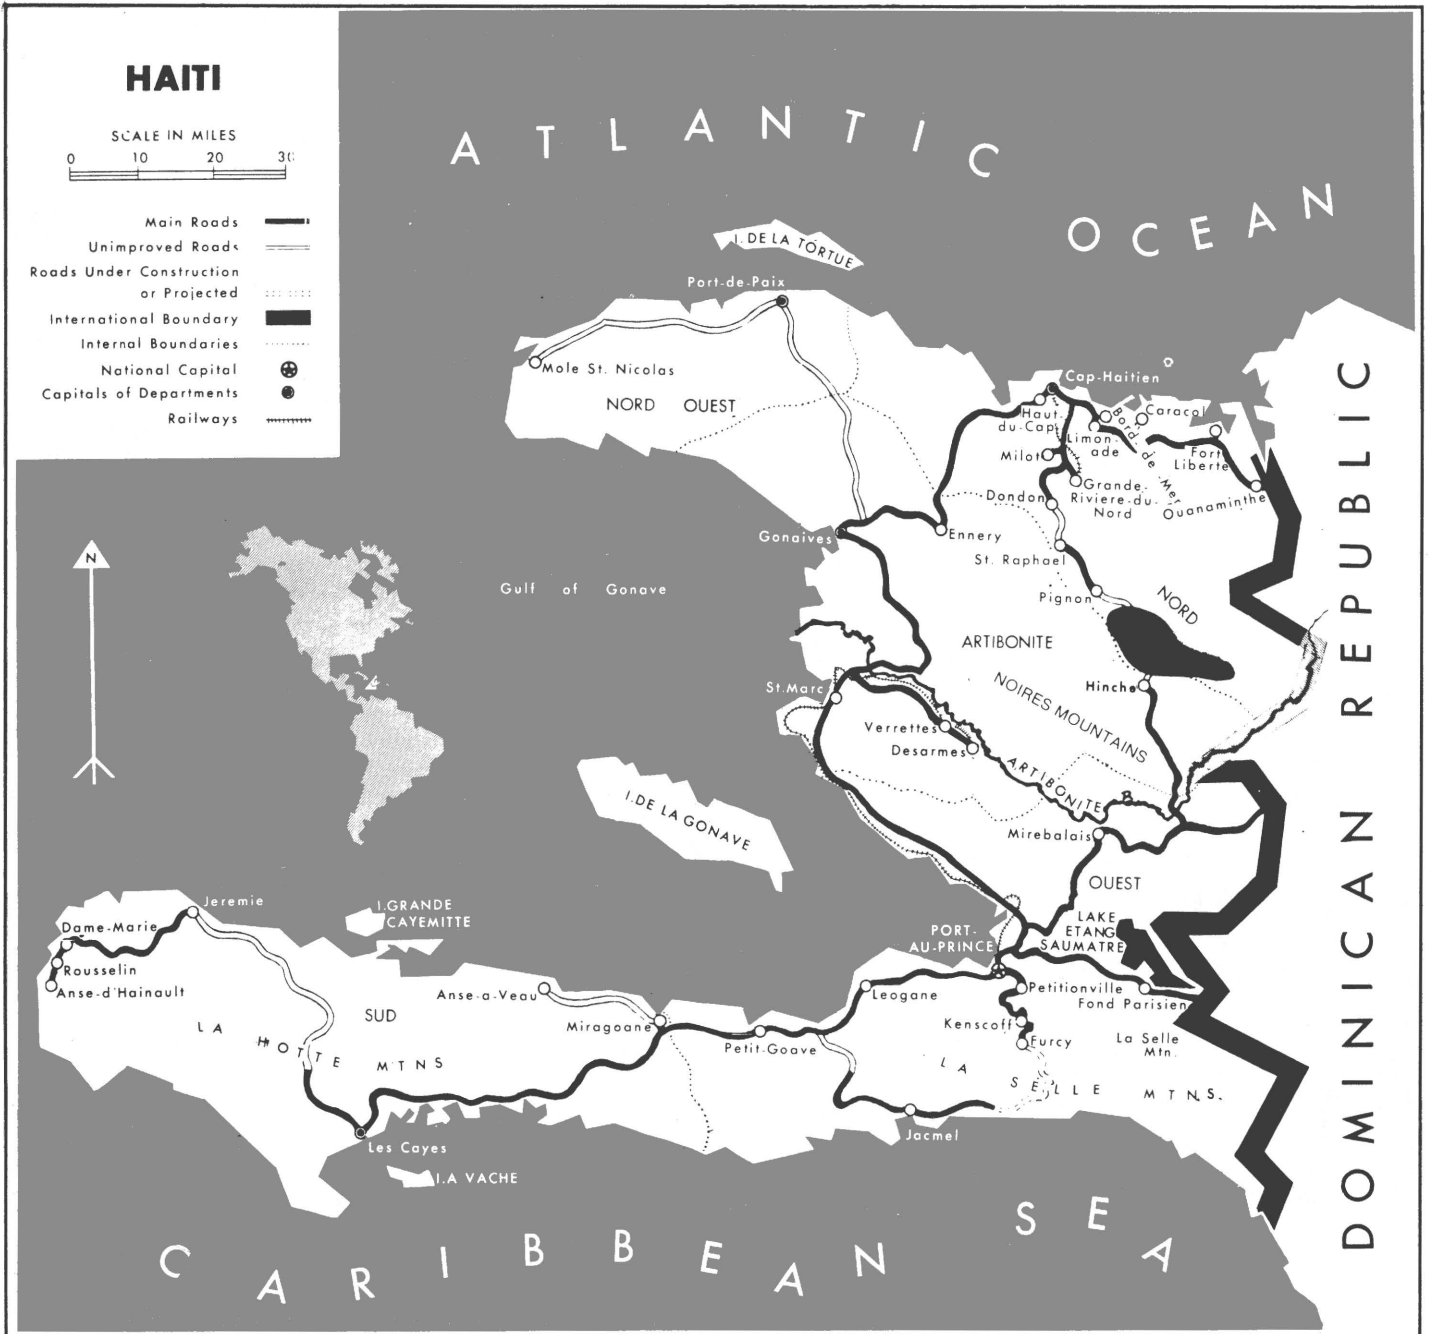 HAITI
SCALE IN MILES
0 10 20 30
Main Roads
Unimproved Roads
Roads Under Construction
or Projected
International Boundary
Internal Boundaries
National Capital
Capitals of Departments
Railways
ATLANTIC
OCEAN
I. DE LA TORTUE
Port-de-Paix
Mole St. Nicolas
NORD OUEST
Cap-Haitien
Haut-
du-Cap
Bord-de-Mer
Caracol
Limon-
ade
Milot
Fort
Liberte
Grande-
Riviere-du-
Nord
Dondon
Ouanaminthe
Gonaives
Ennery
St. Raphael
Pignon
NORD
N
Gulf of Gonave
ARTIBONITE
NOIRES MOUNTAINS
Hinche
St. Marc
Verrettes
Desarmes
ARTIBONITE
I. DE LA GONAVE
Mirebalais
OUEST
LAKE
ETANG
SAUMATRE
PORT-
AU-PRINCE
Jeremie
I. GRANDE
CAYEMITTE
Dame-Marie
Rousselin
Anse-d'Hainault
Anse-a-Veau
Leogane
Petitionville
Fond Parisien
SUD
Miragoane
Petit-Goave
Kenscoff
Furcy
La Selle
Mtn.
LA HOTTE MTNS
LA SELLE MTNS.
Jacmel
Les Cayes
I. A VACHE
CARIBBEAN SEA
DOMINICAN REPUBLIC